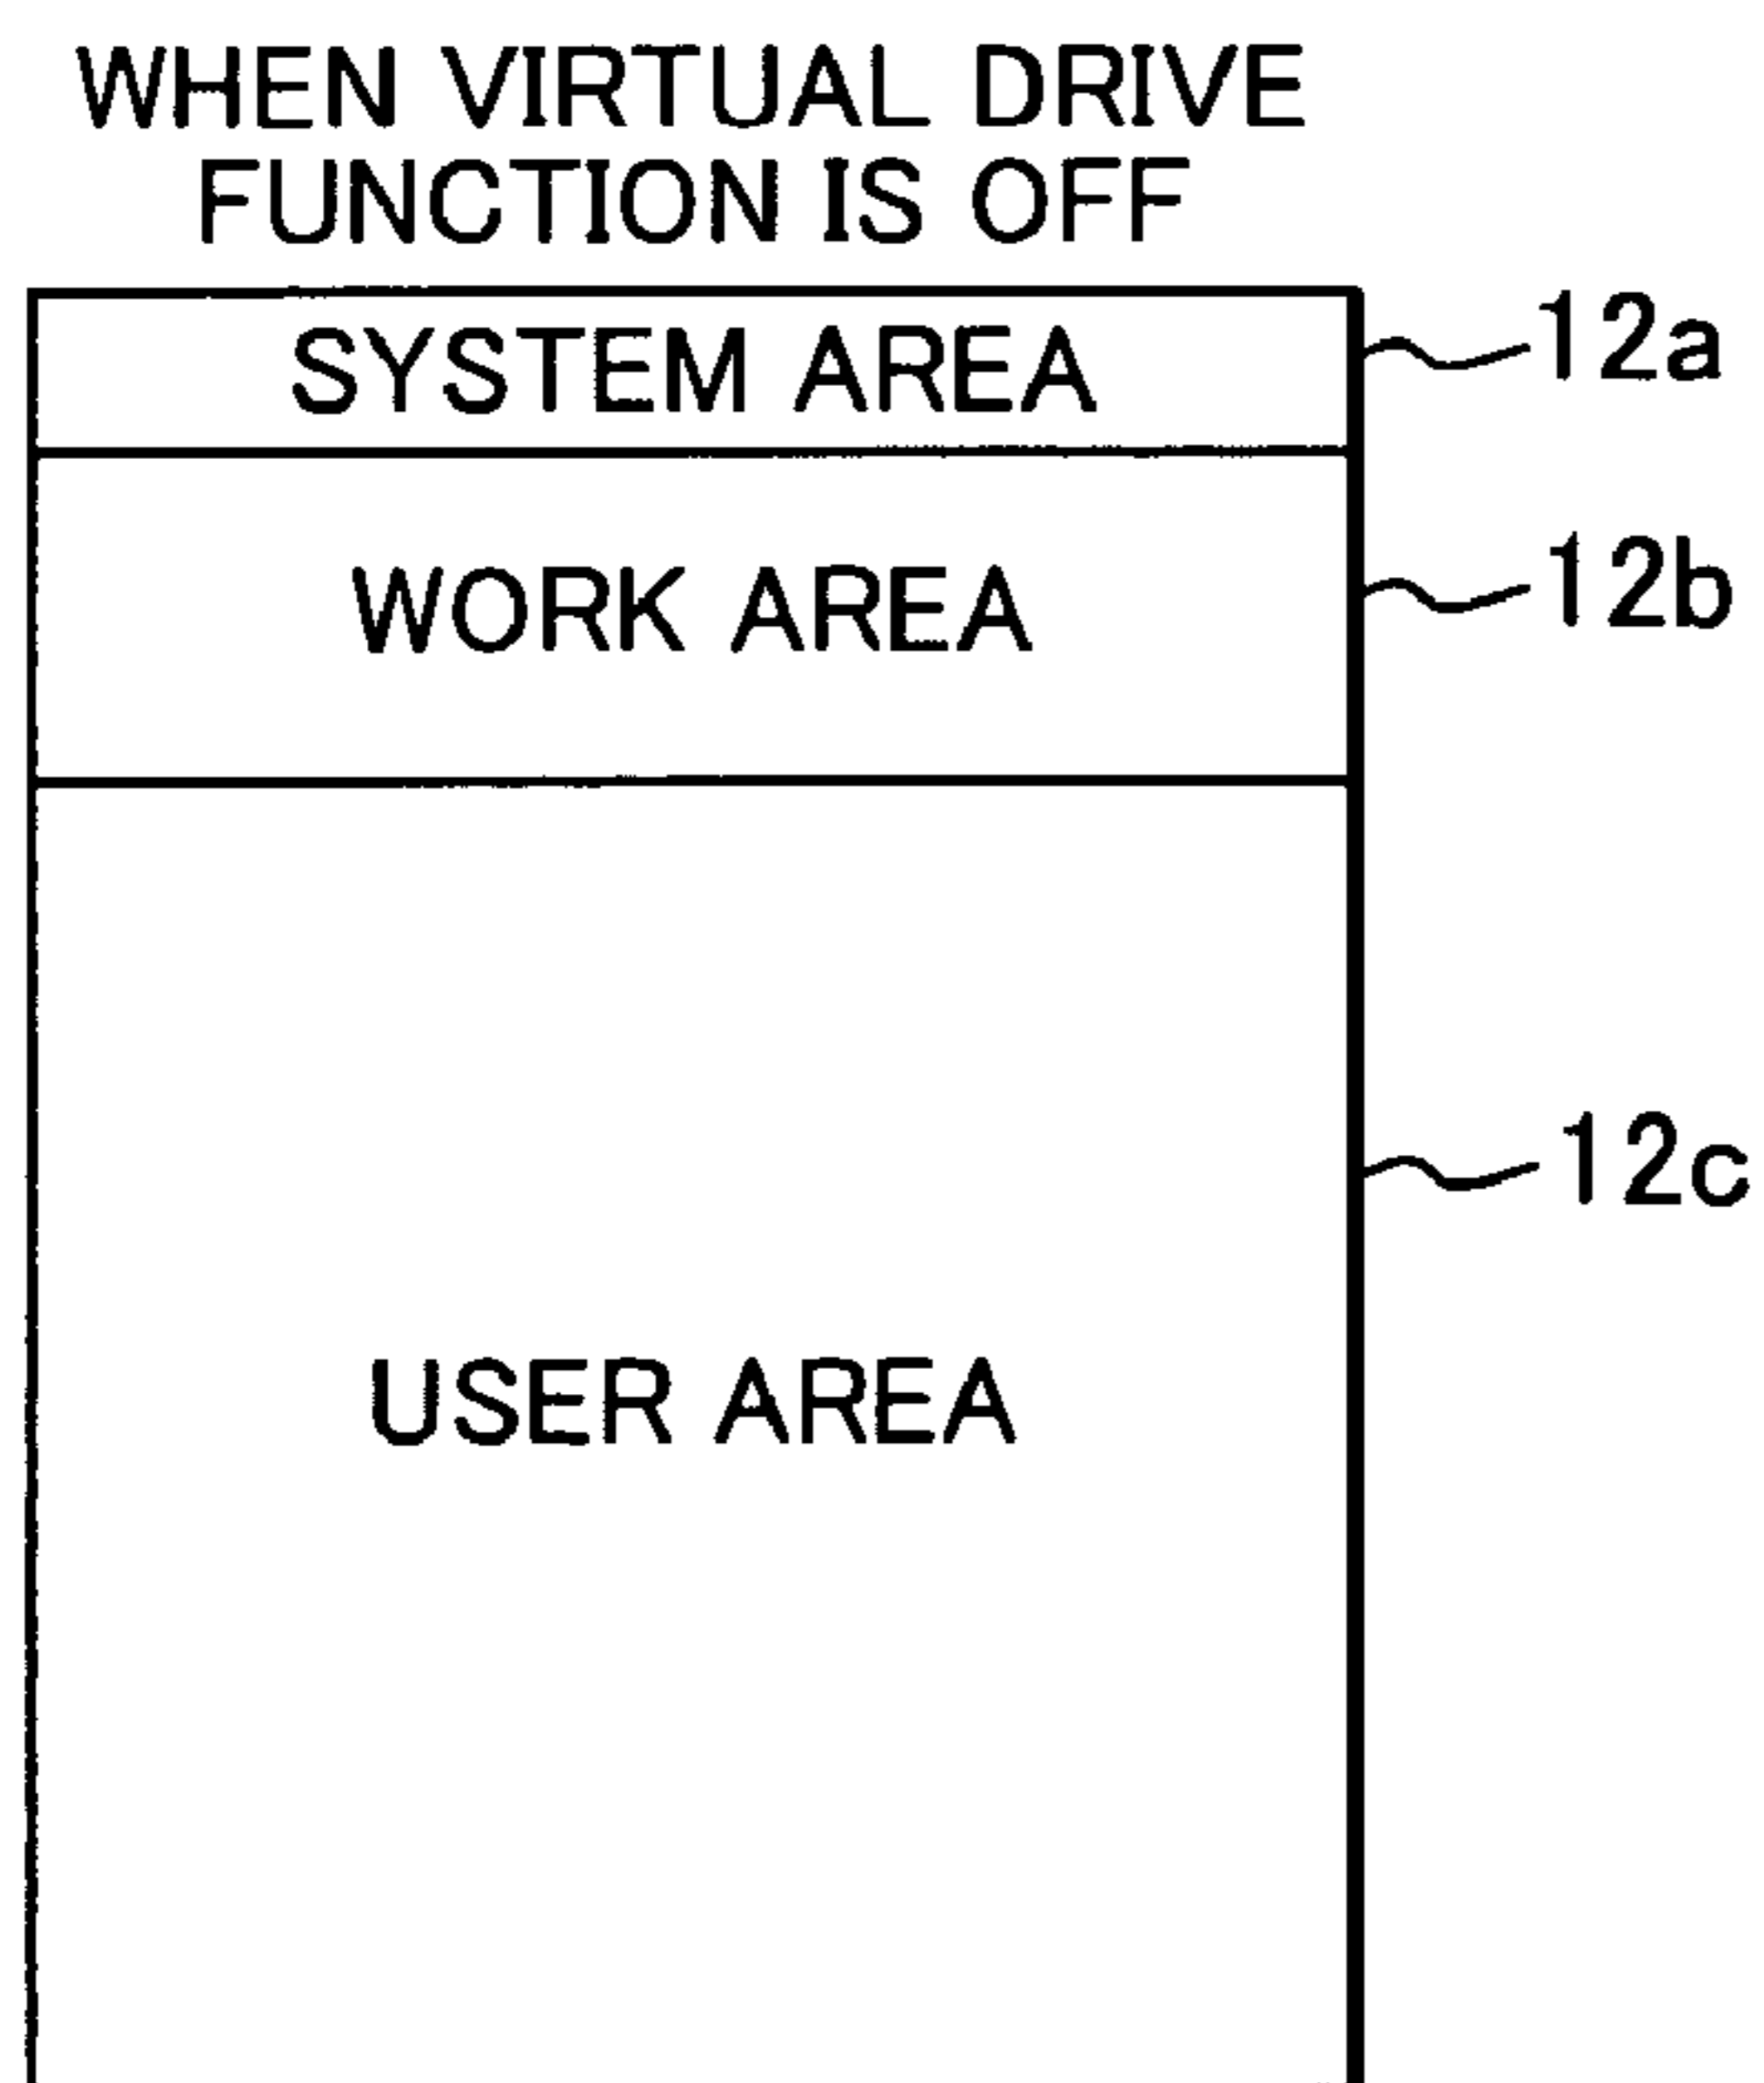 WHEN VIRTUAL DRIVE
FUNCTION IS OFF
SYSTEM AREA
12a
WORK AREA
12b
12c
USER AREA